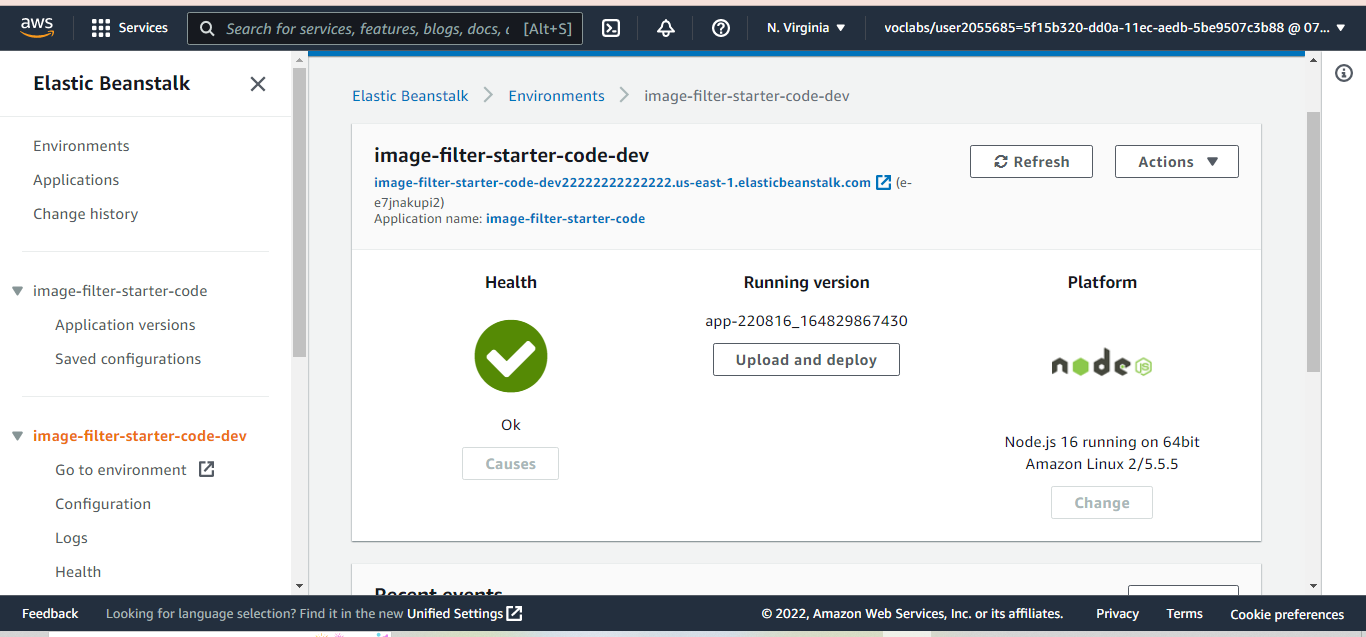 aws
Services
Search for services, features, blogs, docs, c [Alt+S]
N. Virginia ▼
voclabs/user2055685=5f15b320-dd0a-11ec-aedb-5be9507c3b88 @ 07... ▼
Elastic Beanstalk
Environments
Applications
Change history
image-filter-starter-code
Application versions
Saved configurations
image-filter-starter-code-dev
Go to environment
Configuration
Logs
Health
Elastic Beanstalk > Environments > image-filter-starter-code-dev
image-filter-starter-code-dev
image-filter-starter-code-dev22222222222222.us-east-1.elasticbeanstalk.com (e-
e7jnakupi2)
Application name: image-filter-starter-code
Refresh
Actions ▼
Health
Ok
Causes
Running version
app-220816_164829867430
Upload and deploy
Platform
node JS
Node.js 16 running on 64bit
Amazon Linux 2/5.5.5
Change
Recent events
Feedback
Looking for language selection? Find it in the new Unified Settings
© 2022, Amazon Web Services, Inc. or its affiliates.
Privacy
Terms
Cookie preferences